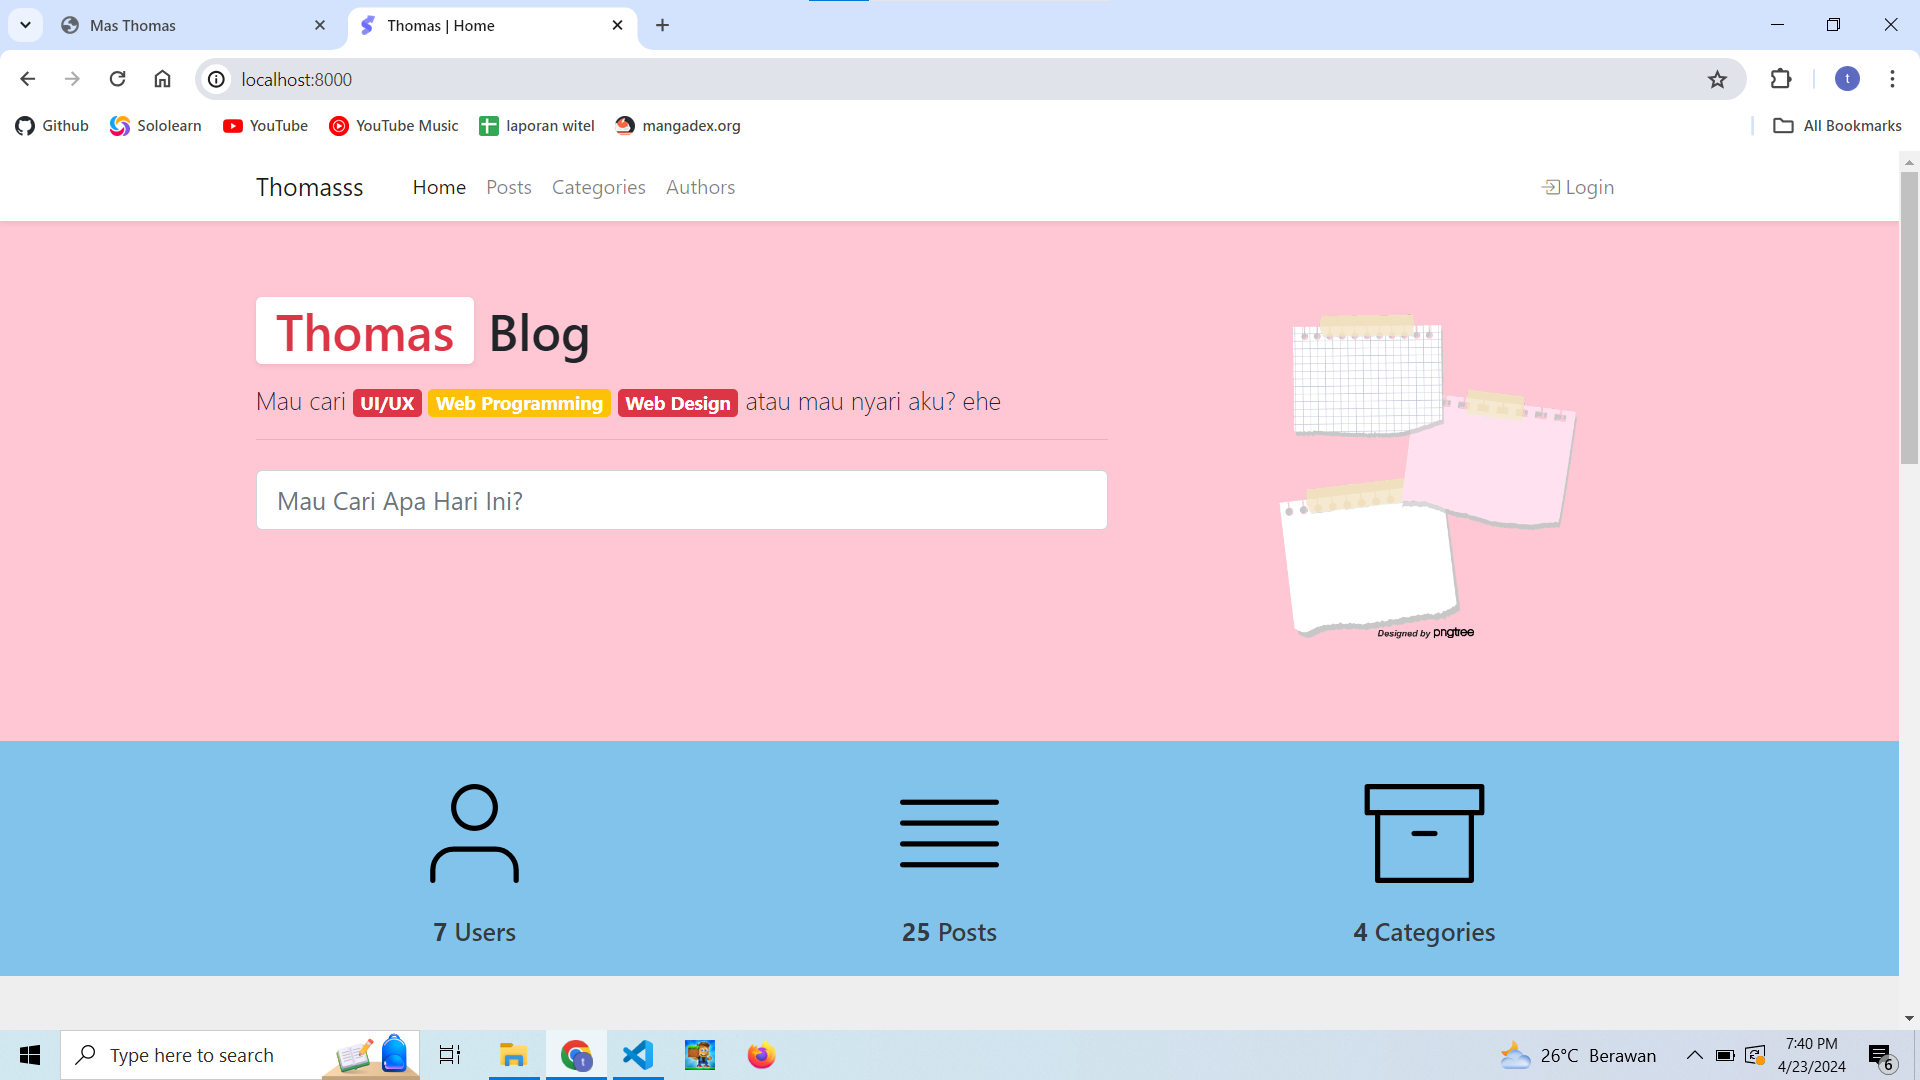 Mas Thomas
Thomas | Home
localhost:8000
Github
Sololearn
YouTube
YouTube Music
laporan witel
mangadex.org
All Bookmarks
Thomasss
Home
Posts
Categories
Authors
Login
Thomas Blog
Mau cari UI/UX Web Programming Web Design atau mau nyari aku? ehe
Mau Cari Apa Hari Ini?
Designed by pngtree
7 Users
25 Posts
4 Categories
Type here to search
t
t
26°C Berawan
7:40 PM
4/23/2024
6